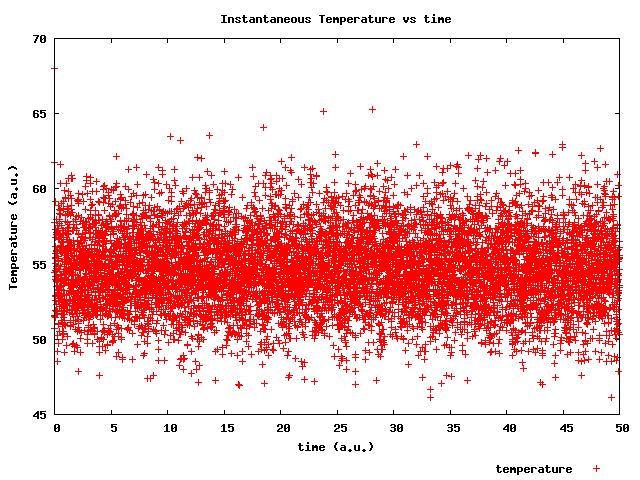 Instantaneous Temperature vs time
70
65
60
55
50
45
Temperature (a.u.)
0 5 10 15 20 25 30 35 40 45 50
time (a.u.)
temperature